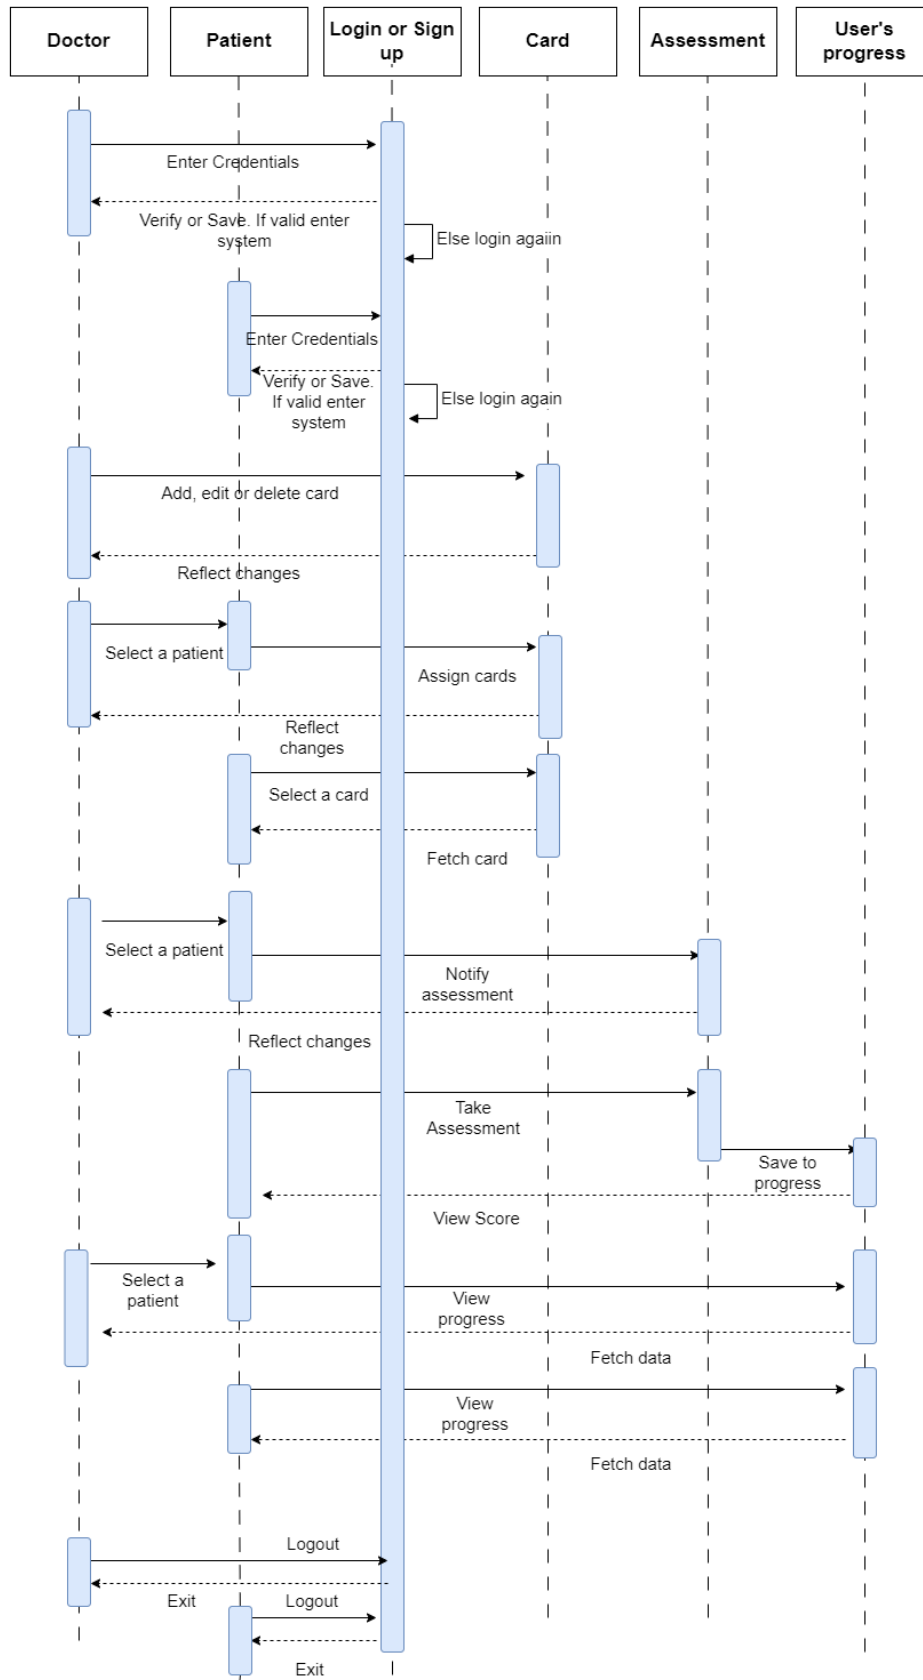 Doctor
Patient
Login or Sign
up
Card
Assessment
User's
progress
Enter Credentials
Verify or Save. If valid enter
system
Else login agaiin
Enter Credentials
Verify or Save.
If valid enter
system
Else login again
Add, edit or delete card
Reflect changes
Select a patient
Assign cards
Reflect
changes
Select a card
Fetch card
Select a patient
Notify
assessment
Reflect changes
Take
Assessment
Save to
progress
View Score
Select a
patient
View
progress
Fetch data
View
progress
Fetch data
Logout
Exit
Logout
Exit